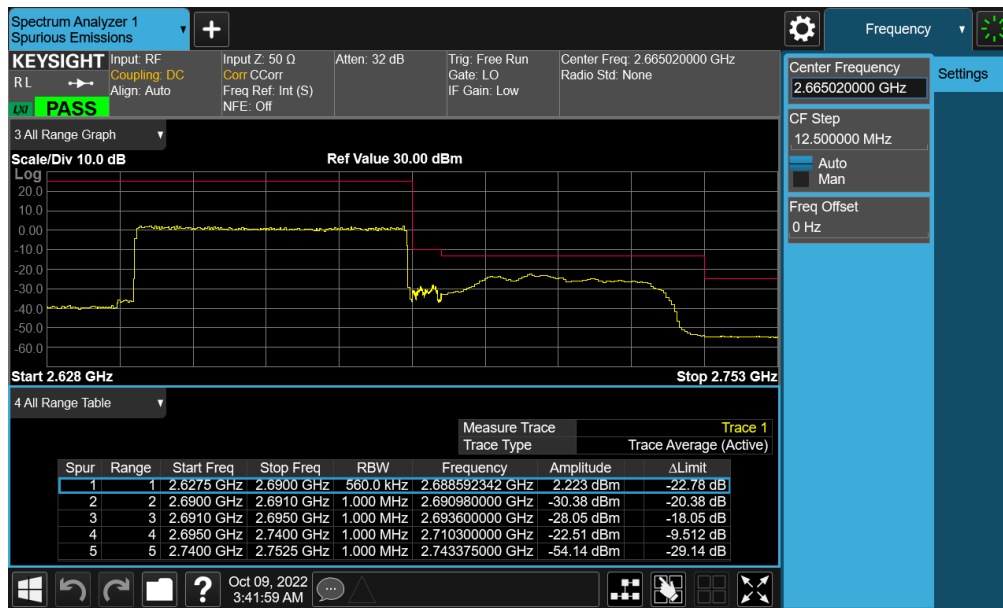 Spectrum Analyzer 1
Spurious Emissions
Frequency
KEYSIGHT
R L
LXI PASS
Input: RF
Coupling: DC
Align: Auto
Input Z: 50 Ω
Corr CCorr
Freq Ref: Int (S)
NFE: Off
Atten: 32 dB
Trig: Free Run
Gate: LO
IF Gain: Low
Center Freq: 2.665020000 GHz
Radio Std: None
Center Frequency
2.665020000 GHz
Settings
CF Step
12.500000 MHz
Auto
Man
Freq Offset
0 Hz
3 All Range Graph
Scale/Div 10.0 dB
Ref Value 30.00 dBm
Log
20.0
10.0
0.00
-10.0
-20.0
-30.0
-40.0
-50.0
-60.0
Start 2.628 GHz
Stop 2.753 GHz
4 All Range Table
Measure Trace Trace 1
Trace Type Trace Average (Active)
Spur Range Start Freq Stop Freq RBW Frequency Amplitude ΔLimit
1 1 2.6275 GHz 2.6900 GHz 560.0 kHz 2.688592342 GHz 2.223 dBm -22.78 dB
2 2 2.6900 GHz 2.6910 GHz 1.000 MHz 2.690980000 GHz -30.38 dBm -20.38 dB
3 3 2.6910 GHz 2.6950 GHz 1.000 MHz 2.693600000 GHz -28.05 dBm -18.05 dB
4 4 2.6950 GHz 2.7400 GHz 1.000 MHz 2.710300000 GHz -22.51 dBm -9.512 dB
5 5 2.7400 GHz 2.7525 GHz 1.000 MHz 2.743375000 GHz -54.14 dBm -29.14 dB
?
Oct 09, 2022
3:41:59 AM